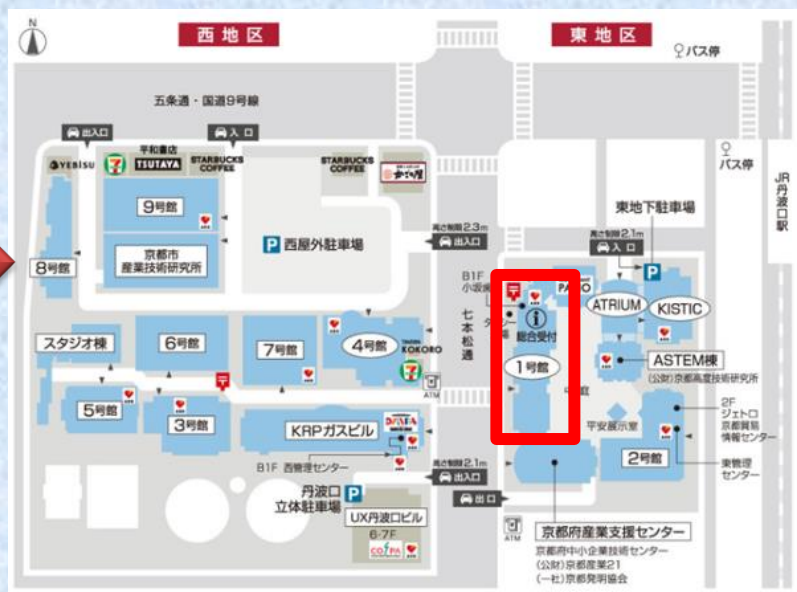 N
西地区
東地区
バス停
五条通・国道9号線
出入口
入口
平和書店
YEBISU
TSUTAYA
STARBUCKS
COFFEE
STARBUCKS
COFFEE
かごの屋
バス停
JR丹波口駅
9号館
東地下駐車場
高さ制限2.3m
出入口
高さ制限2.1m
入口
P 西屋外駐車場
P
京都市
産業技術研究所
8号館
B1F
小坂
ATRIUM
KISTIC
総合受付
七本松通
スタジオ棟
6号館
7号館
4号館
KOKORO
1号館
ASTEM棟
(公財)京都高度技術研究所
ATM
5号館
3号館
KRPガスビル
平安展示室
2F
ジェトロ
京都貿易
情報センター
2号館
東管理
センター
B1F 西管理センター
高さ制限2.1m
出入口
出口
丹波口
立体駐車場
P
UX丹波口ビル
6-7F
COSPA
ATM
京都府産業支援センター
京都府中小企業技術センター
(公財)京都産業21
(一社)京都発明協会